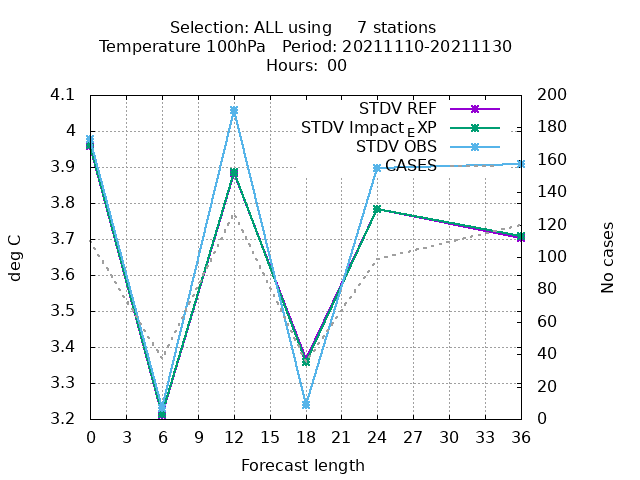 Selection: ALL using     7 stations
Temperature 100hPa   Period: 20211110-20211130
Hours:  00
STDV REF
STDV Impact_EXP
STDV OBS
CASES
4.1
4
3.9
3.8
3.7
3.6
3.5
3.4
3.3
3.2
200
180
160
140
120
100
80
60
40
20
0
deg C
No cases
0 3 6 9 12 15 18 21 24 27 30 33 36
Forecast length